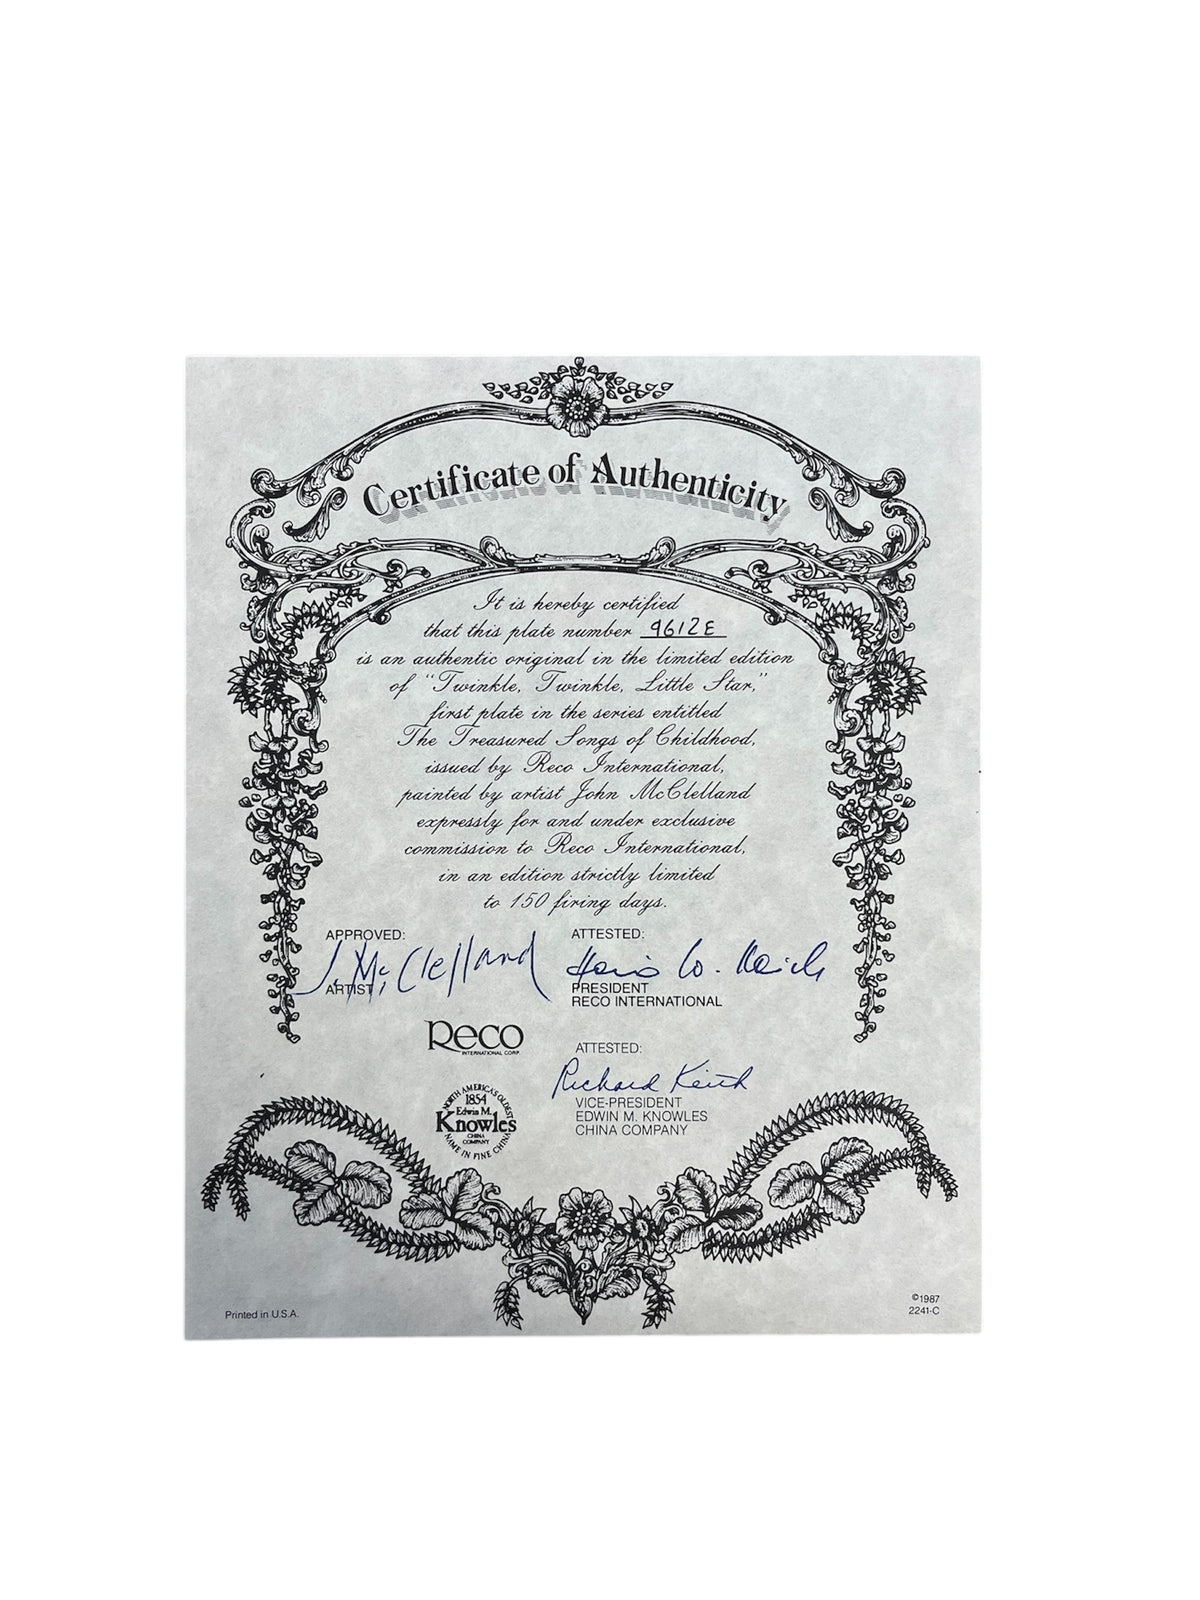 Certificate of Authenticity
It is hereby certified
that this plate number 9612E
is an authentic original in the limited edition
of "Twinkle, Twinkle, Little Star,"
first plate in the series entitled
The Treasured Songs of Childhood,
issued by Reco International,
painted by artist John McClelland
expressly for and under exclusive
commission to Reco International,
in an edition strictly limited
to 150 firing days.
APPROVED:
J. McClelland
ARTIST
ATTESTED:
PRESIDENT
RECO INTERNATIONAL
Reco
INTERNATIONAL CORP.
ATTESTED:
Richard Keith
VICE-PRESIDENT
EDWIN M. KNOWLES
CHINA COMPANY
NORTH AMERICA'S OLDEST
1854
Edwin M.
Knowles
CHINA
COMPANY
NAME IN FINE CHINA
Printed in U.S.A.
©1987
2241-C